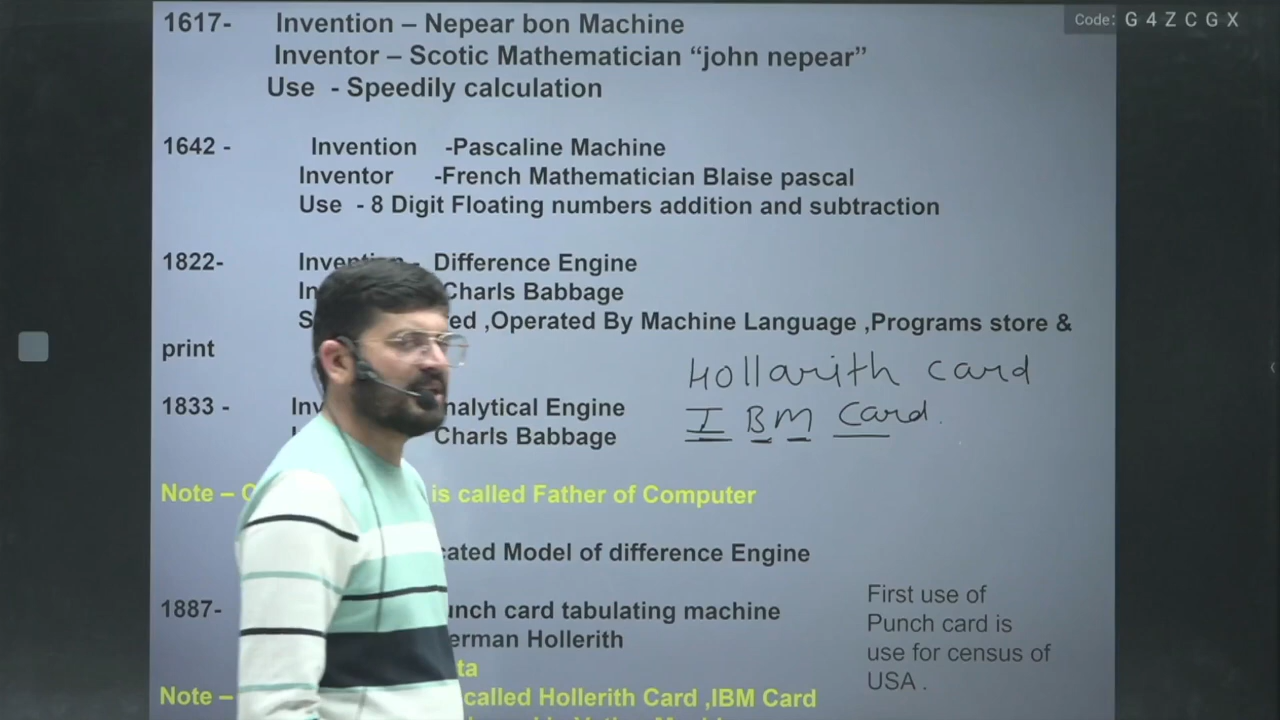 Code: G 4 Z C G X
1617- Invention – Nepear bon Machine
Inventor – Scotic Mathematician “john nepear”
Use - Speedily calculation
1642 - Invention -Pascaline Machine
Inventor -French Mathematician Blaise pascal
Use - 8 Digit Floating numbers addition and subtraction
1822- Difference Engine
Charls Babbage
,Operated By Machine Language ,Programs store &
print
Hollarith card
1833 - Engine
IBM Card.
Charls Babbage
Note – is called Father of Computer
Model of difference Engine
1887- card tabulating machine
Hollerith
First use of
Punch card is
use for census of
USA .
Note – called Hollerith Card ,IBM Card